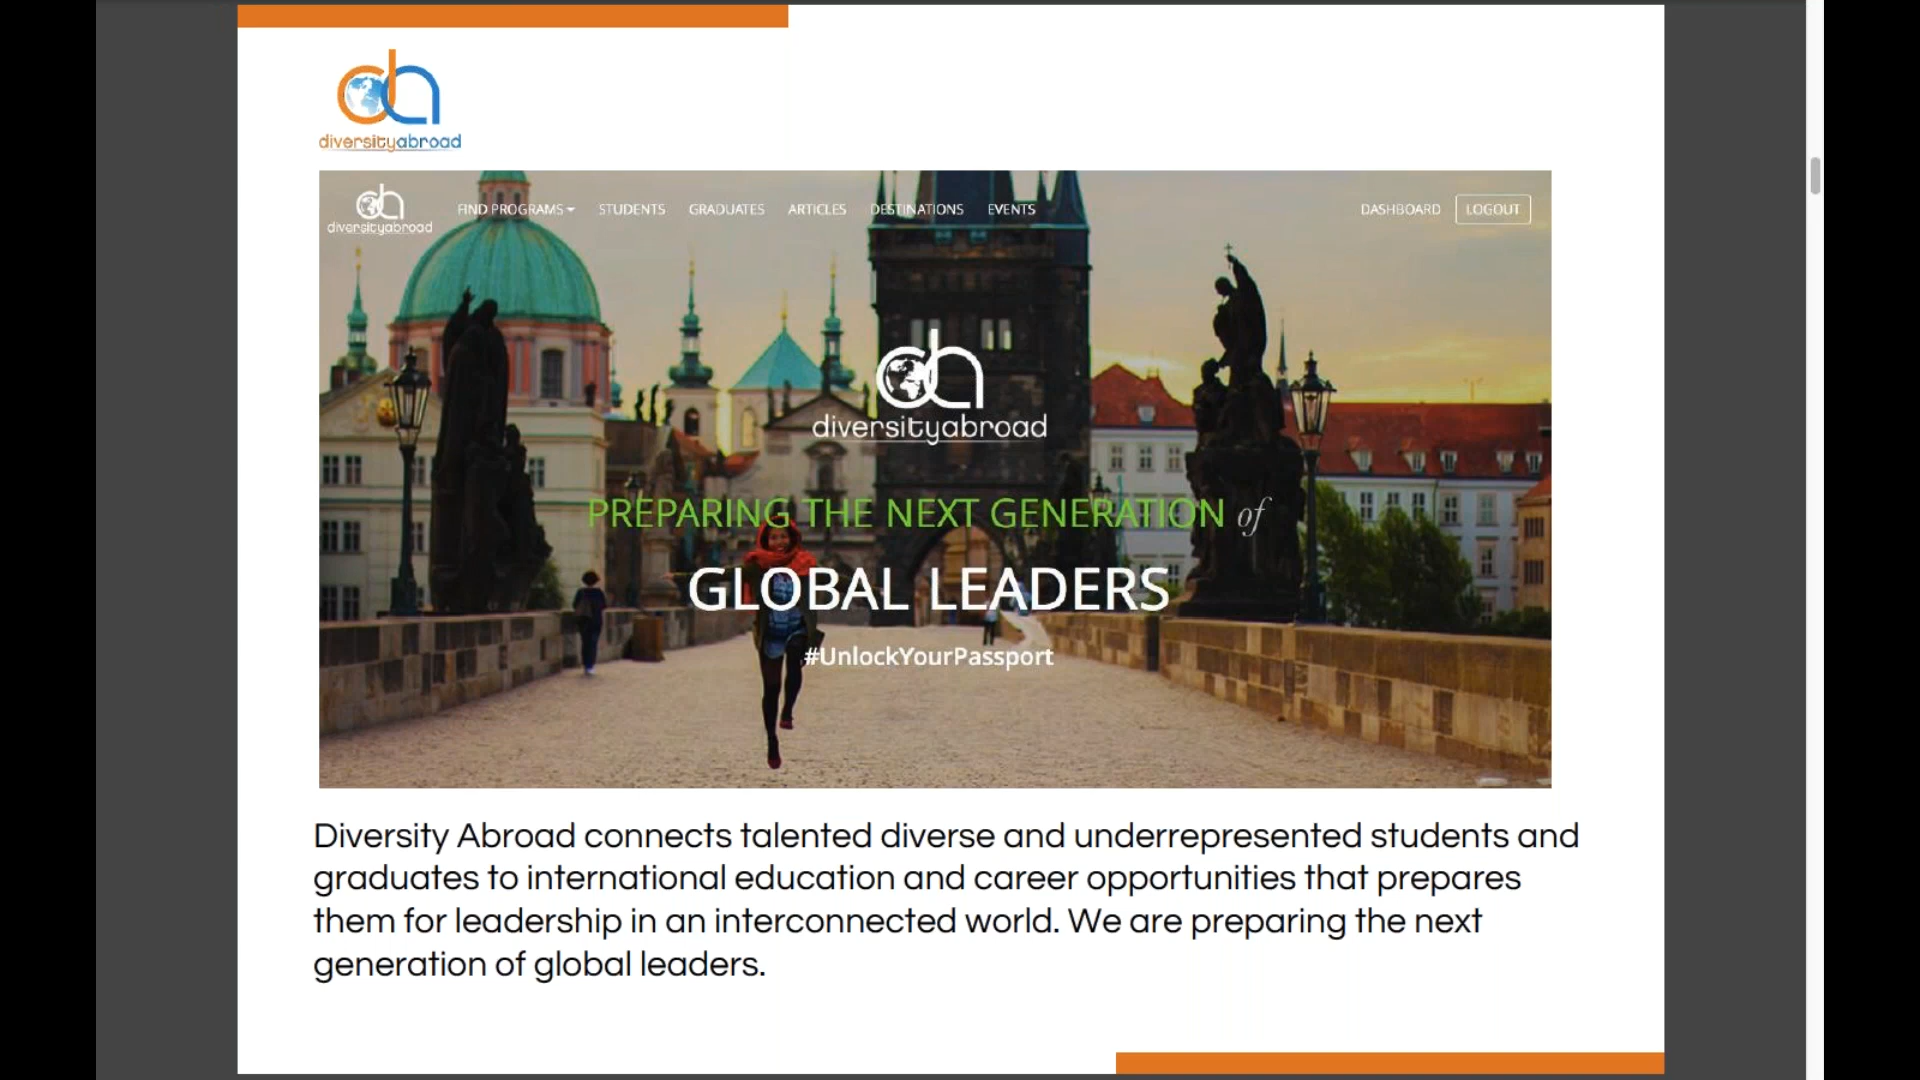 diversityabroad
diversityabroad
FIND PROGRAMS
STUDENTS
GRADUATES
ARTICLES
DESTINATIONS
EVENTS
DASHBOARD
LOGOUT
diversityabroad
PREPARING THE NEXT GENERATION of
GLOBAL LEADERS
#UnlockYourPassport
Diversity Abroad connects talented diverse and underrepresented students and
graduates to international education and career opportunities that prepares
them for leadership in an interconnected world. We are preparing the next
generation of global leaders.